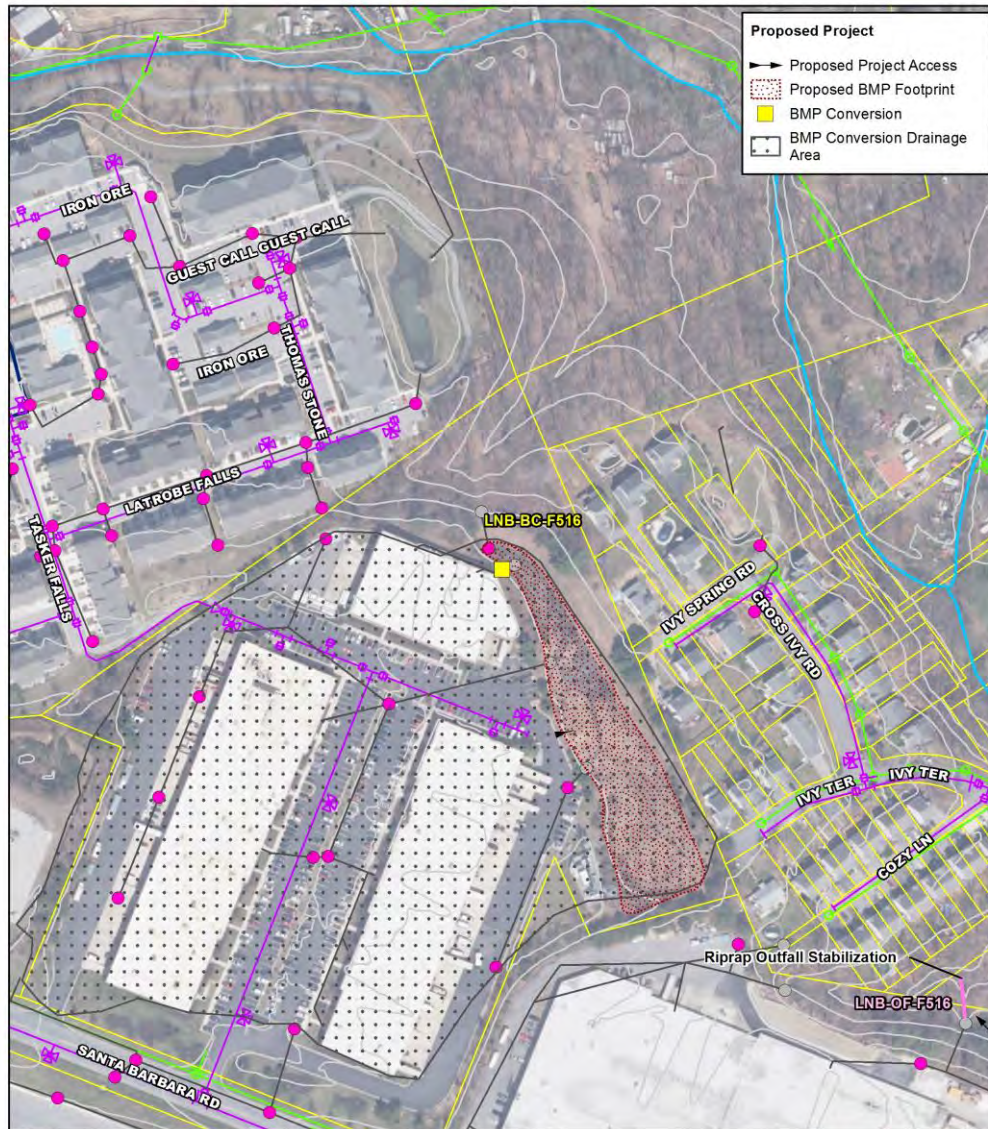 Proposed Project
Proposed Project Access
Proposed BMP Footprint
BMP Conversion
BMP Conversion Drainage
Area
IRON ORE
GUEST CALL GUEST CALL
IRON ORE
THOMAS STONE
LATROBE FALLS
TASKER FALLS
LNB-BC-F516
IVY SPRING RD
CROSS IVY RD
IVY TER
IVY TER
COZY LN
Riprap Outfall Stabilization
LNB-OF-F516
SANTA BARBARA RD